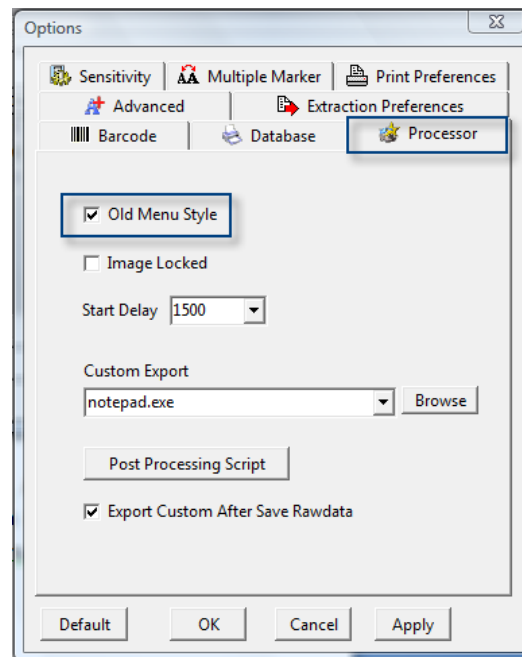 Options
Sensitivity Multiple Marker Print Preferences
Advanced Extraction Preferences
Barcode Database Processor
Old Menu Style
Image Locked
Start Delay 1500
Custom Export
notepad.exe Browse
Post Processing Script
Export Custom After Save Rawdata
Default OK Cancel Apply